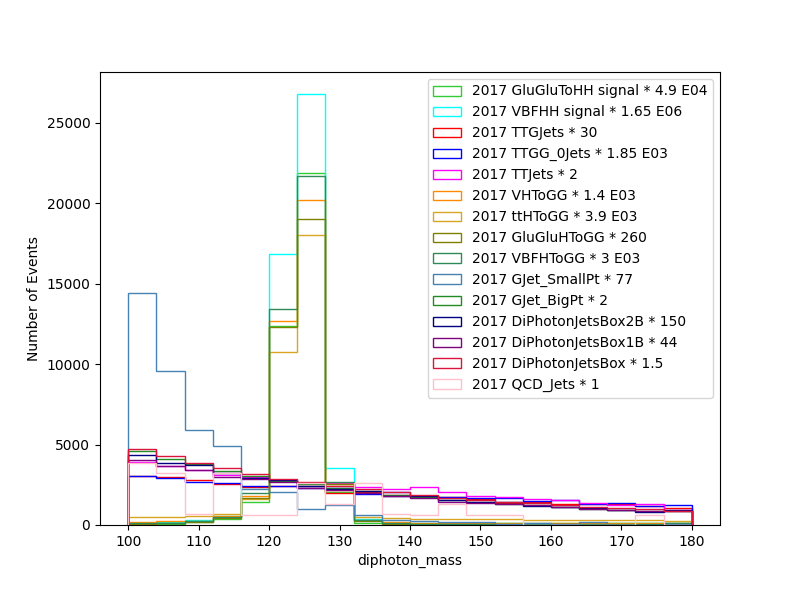 2017 GluGluToHH signal * 4.9 E04
2017 VBFHH signal * 1.65 E06
2017 TTGJets * 30
2017 TTGG_0Jets * 1.85 E03
2017 TTJets * 2
2017 VHToGG * 1.4 E03
2017 ttHToGG * 3.9 E03
2017 GluGluHToGG * 260
2017 VBFHToGG * 3 E03
2017 GJet_SmallPt * 77
2017 GJet_BigPt * 2
2017 DiPhotonJetsBox2B * 150
2017 DiPhotonJetsBox1B * 44
2017 DiPhotonJetsBox * 1.5
2017 QCD_Jets * 1
Number of Events
25000
20000
15000
10000
5000
0
100 110 120 130 140 150 160 170 180
diphoton_mass